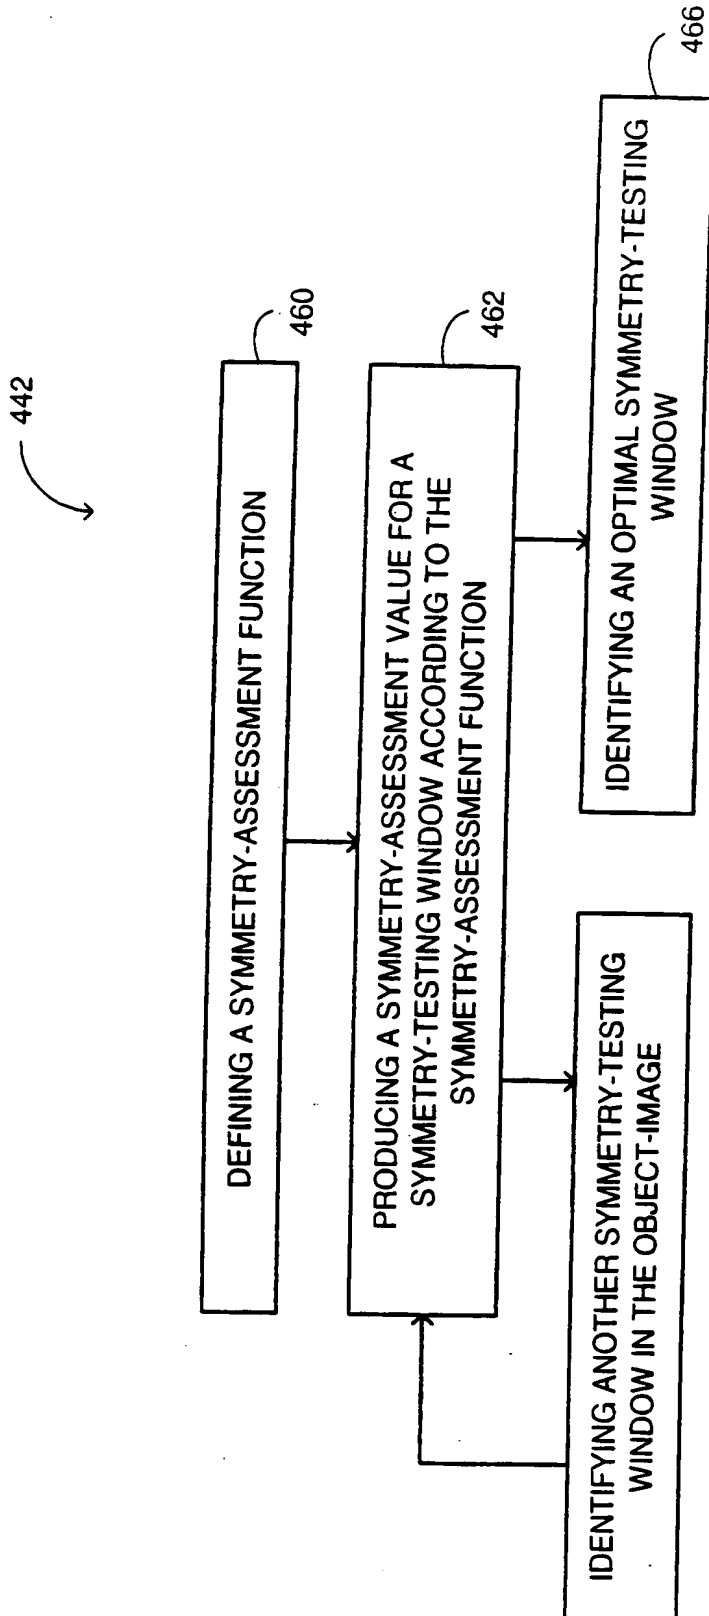 442
DEFINING A SYMMETRY-ASSESSMENT FUNCTION
460
PRODUCING A SYMMETRY-ASSESSMENT VALUE FOR A
SYMMETRY-TESTING WINDOW ACCORDING TO THE
SYMMETRY-ASSESSMENT FUNCTION
462
IDENTIFYING ANOTHER SYMMETRY-TESTING
WINDOW IN THE OBJECT-IMAGE
IDENTIFYING AN OPTIMAL SYMMETRY-TESTING
WINDOW
466